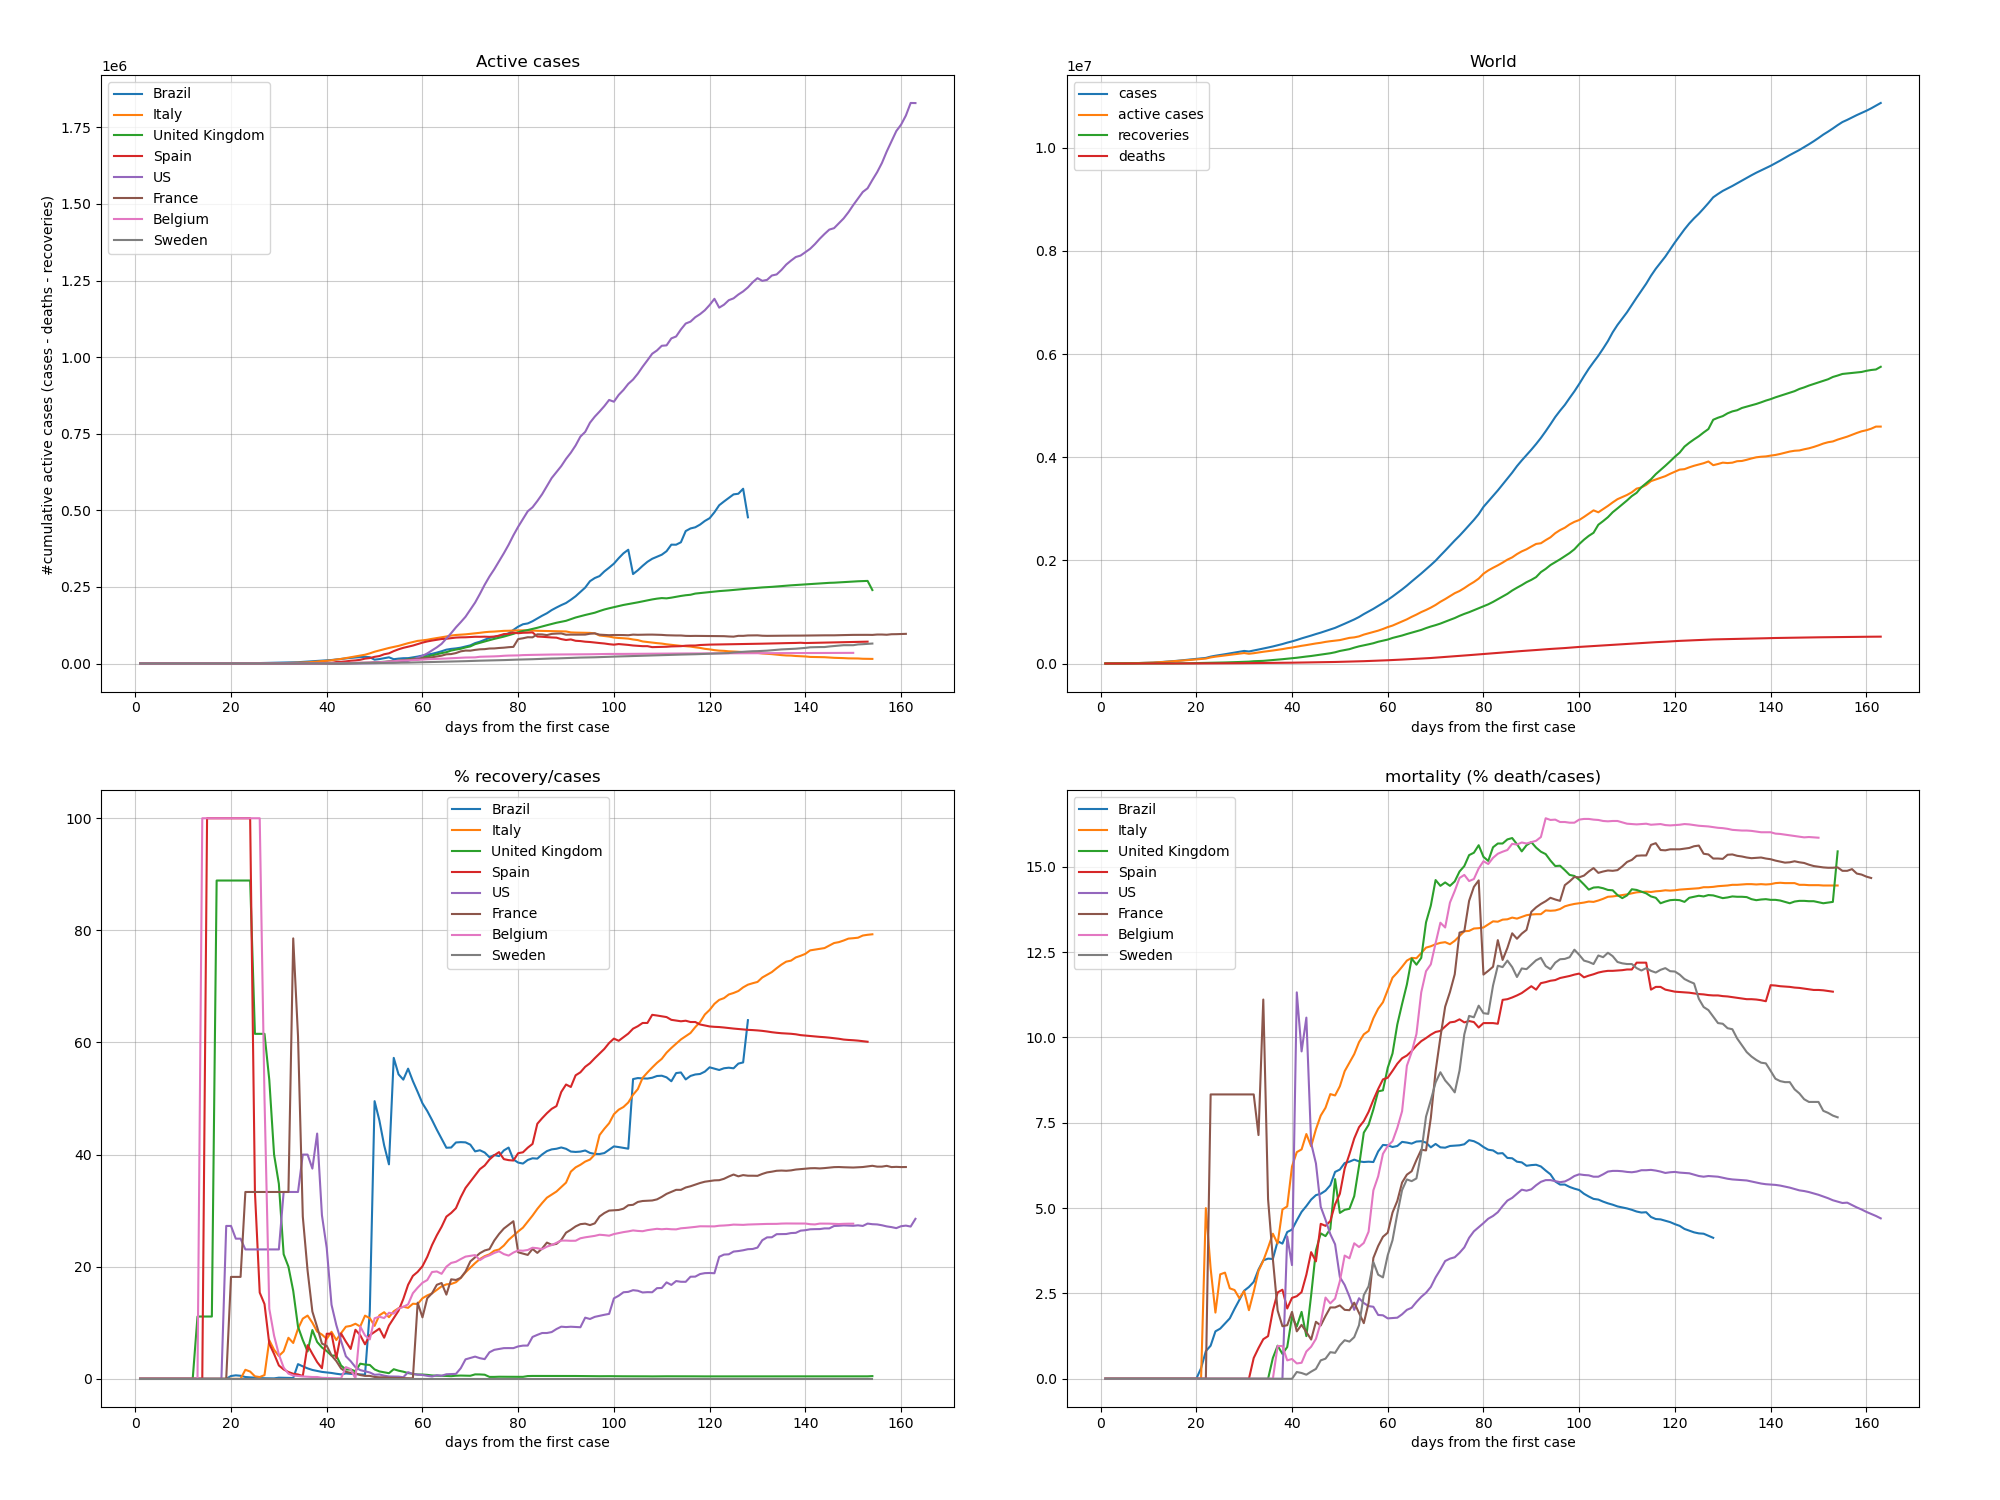 Active cases
1e6
Brazil
Italy
United Kingdom
Spain
US
France
Belgium
Sweden
#cumulative active cases (cases - deaths - recoveries)
1.75
1.50
1.25
1.00
0.75
0.50
0.25
0.00
0 20 40 60 80 100 120 140 160
days from the first case
World
1e7
cases
active cases
recoveries
deaths
1.0
0.8
0.6
0.4
0.2
0.0
0 20 40 60 80 100 120 140 160
days from the first case
% recovery/cases
Brazil
Italy
United Kingdom
Spain
US
France
Belgium
Sweden
100
80
60
40
20
0
0 20 40 60 80 100 120 140 160
days from the first case
mortality (% death/cases)
Brazil
Italy
United Kingdom
Spain
US
France
Belgium
Sweden
15.0
12.5
10.0
7.5
5.0
2.5
0.0
0 20 40 60 80 100 120 140 160
days from the first case